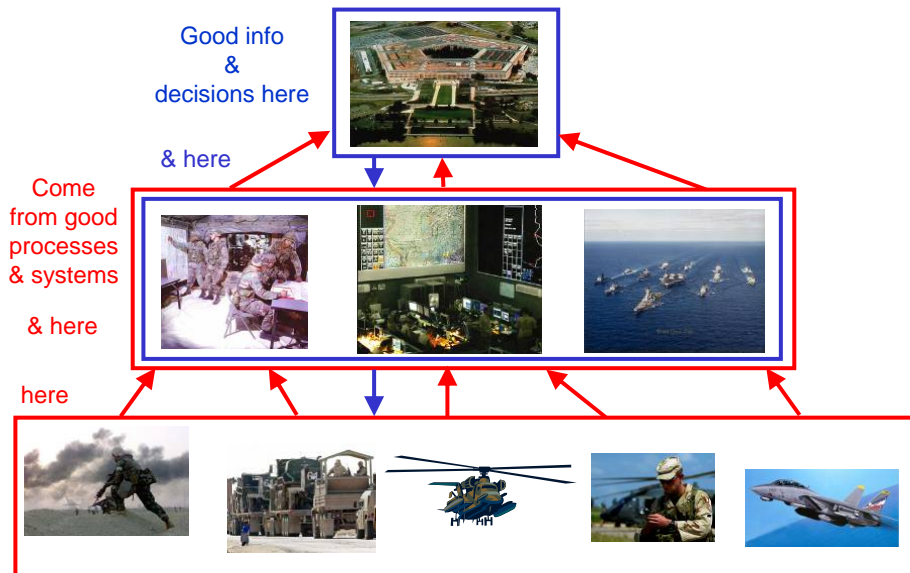 Good info
&
decisions here
& here
Come
from good
processes
& systems
& here
here